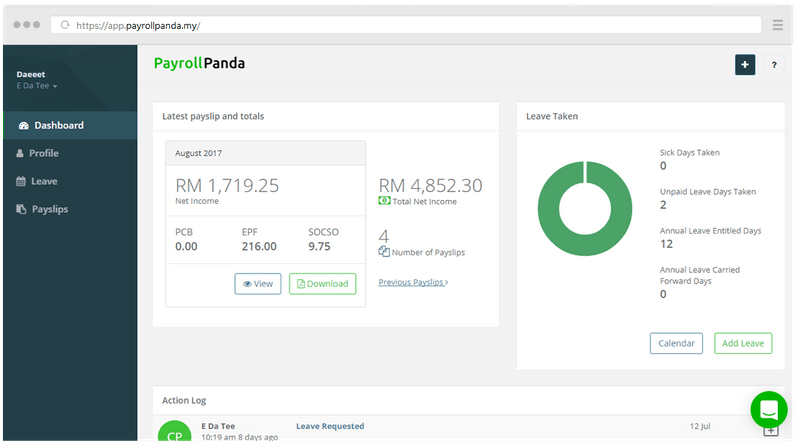 https://app.payrollpanda.my/
Daeeet
E Da Tee
Dashboard
Profile
Leave
Payslips
PayrollPanda
+
?
Latest payslip and totals
August 2017
RM 1,719.25
Net Income
PCB EPF SOCSO
0.00 216.00 9.75
View Download
RM 4,852.30
Total Net Income
4
Number of Payslips
Previous Payslips
Leave Taken
Sick Days Taken
0
Unpaid Leave Days Taken
2
Annual Leave Entitled Days
12
Annual Leave Carried
Forward Days
0
Calendar Add Leave
Action Log
CP
E Da Tee Leave Requested 12 Jul
10:19 am 8 days ago